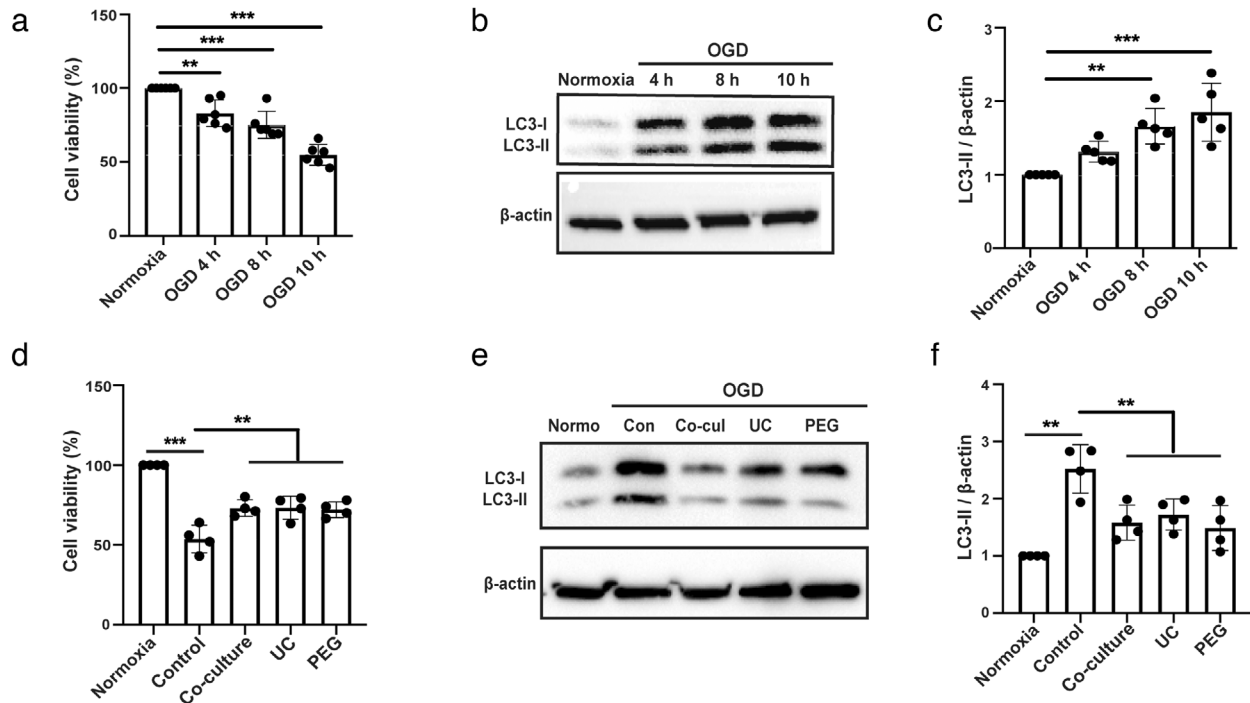 a
Cell viability (%)
150
100
50
0
***
***
**
Normoxia
OGD 4 h
OGD 8 h
OGD 10 h
b
OGD
Normoxia 4 h 8 h 10 h
LC3-I
LC3-II
β-actin
c
LC3-II / β-actin
3
2
1
0
***
**
Normoxia
OGD 4 h
OGD 8 h
OGD 10 h
d
Cell viability (%)
150
100
50
0
**
***
Normoxia
Control
Co-culture
UC
PEG
e
OGD
Normo Con Co-cul UC PEG
LC3-I
LC3-II
β-actin
f
LC3-II / β-actin
4
3
2
1
0
**
**
Normoxia
Control
Co-culture
UC
PEG